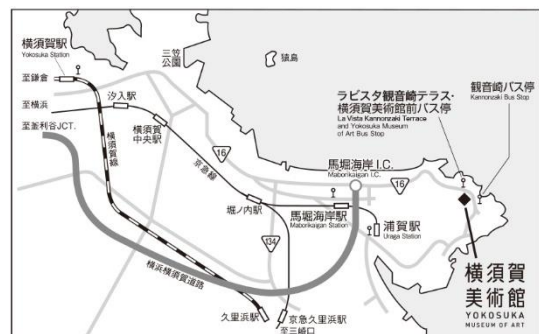 横須賀駅
Yokosuka Station
至鎌倉
至横浜
至釜利谷JCT.
汐入駅
三笠
公園
猿島
横須賀
中央駅
横須賀線
京急線
16
ラビスタ観音崎テラス・
横須賀美術館前バス停
La Vista Kannonzaki Terrace
and Yokosuka Museum
of Art Bus Stop
観音崎バス停
Kannonzaki Bus Stop
馬堀海岸 I.C.
Maborikaigan I.C.
16
堀ノ内駅
馬堀海岸駅
Maborikaigan Station
浦賀駅
Uraga Station
134
横浜横須賀道路
久里浜駅
京急久里浜駅
至三崎口
横須賀
美術館
YOKOSUKA
MUSEUM OF ART